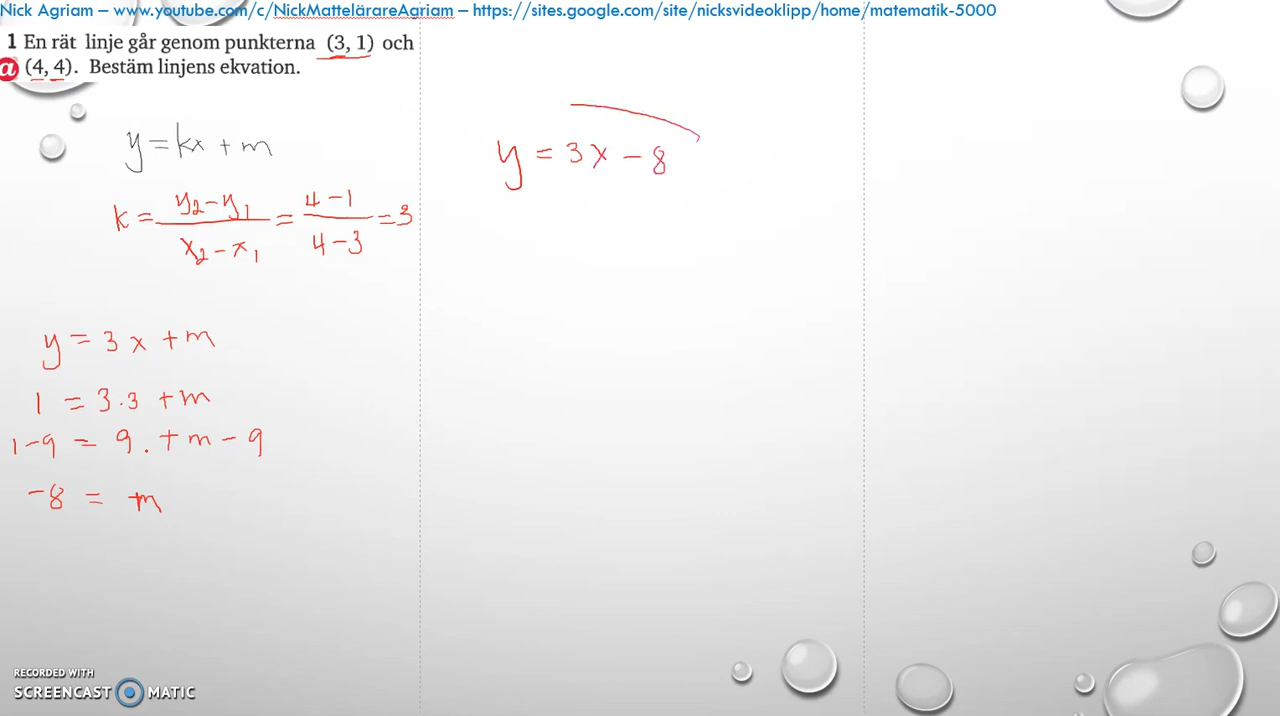 Nick Agriam – www.youtube.com/c/NickMattelärareAgriam – https://sites.google.com/site/nicksvideoklipp/home/matematik-5000
1 En rät linje går genom punkterna (3, 1) och
a (4, 4). Bestäm linjens ekvation.
y = kx + m
k = y₂ - y₁ / x₂ - x₁ = 4 - 1 / 4 - 3 = 3
y = 3x + m
1 = 3.3 + m
1 - 9 = 9. + m - 9
-8 = m
y = 3x - 8
RECORDED WITH
SCREENCAST MATIC